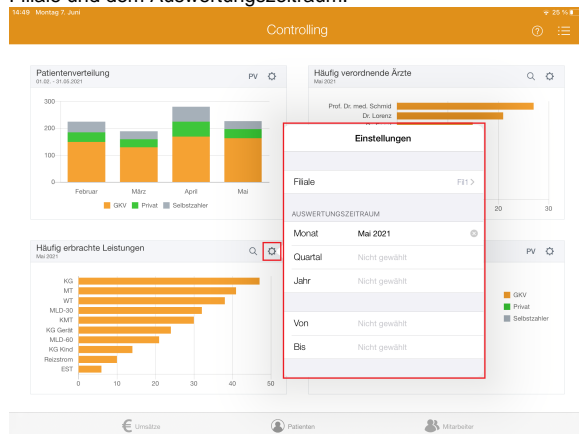 Filiale und dem Auswertungszeitraum.
14:49 Montag 7. Juni
25 %
Controlling
Patientenverteilung
01.02. - 31.05.2021
PV
300
200
100
0
Februar März April Mai
GKV Privat Selbstzahler
Häufig verordnende Ärzte
Mai 2021
Prof. Dr. med. Schmid
Dr. Lorenz
20 30
Einstellungen
Filiale Fil1
AUSWERTUNGSZEITRAUM
Monat Mai 2021
Quartal Nicht gewählt
Jahr Nicht gewählt
Von Nicht gewählt
Bis Nicht gewählt
Häufig erbrachte Leistungen
Mai 2021
KG
MT
WT
MLD-30
KMT
KG Gerät
MLD-60
KG Kind
Reizstrom
EST
0 10 20 30 40 50
PV
GKV
Privat
Selbstzahler
Umsätze Patienten Mitarbeiter